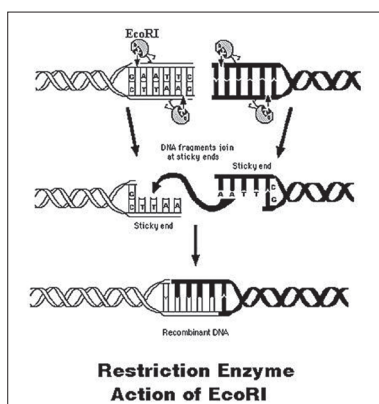 EcoRI
G A A T T C
C T T A A G
DNA fragments join
at sticky ends
Sticky end
G
C T T A A
A A T T C
G
Sticky end
Recombinant DNA
Restriction Enzyme
Action of EcoRI